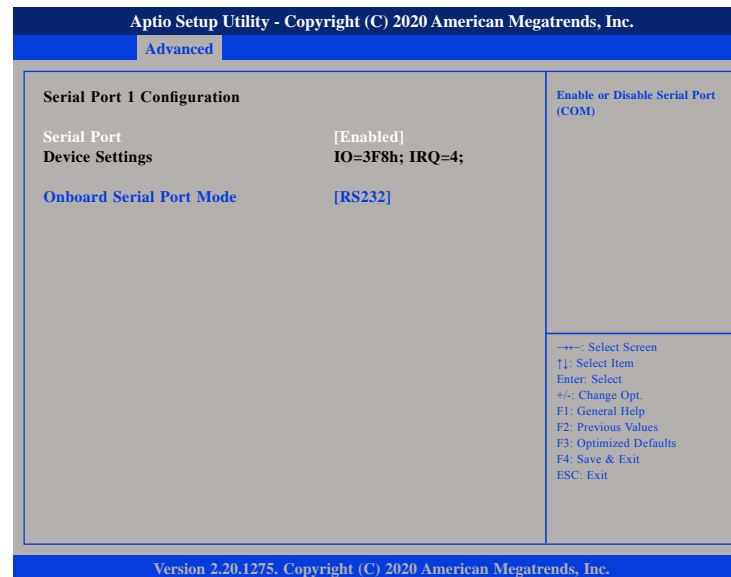 Aptio Setup Utility - Copyright (C) 2020 American Megatrends, Inc.
Advanced
Serial Port 1 Configuration
Serial Port [Enabled]
Device Settings IO=3F8h; IRQ=4;
Onboard Serial Port Mode [RS232]
Enable or Disable Serial Port
(COM)
→←: Select Screen
↑↓: Select Item
Enter: Select
+/-: Change Opt.
F1: General Help
F2: Previous Values
F3: Optimized Defaults
F4: Save & Exit
ESC: Exit
Version 2.20.1275. Copyright (C) 2020 American Megatrends, Inc.